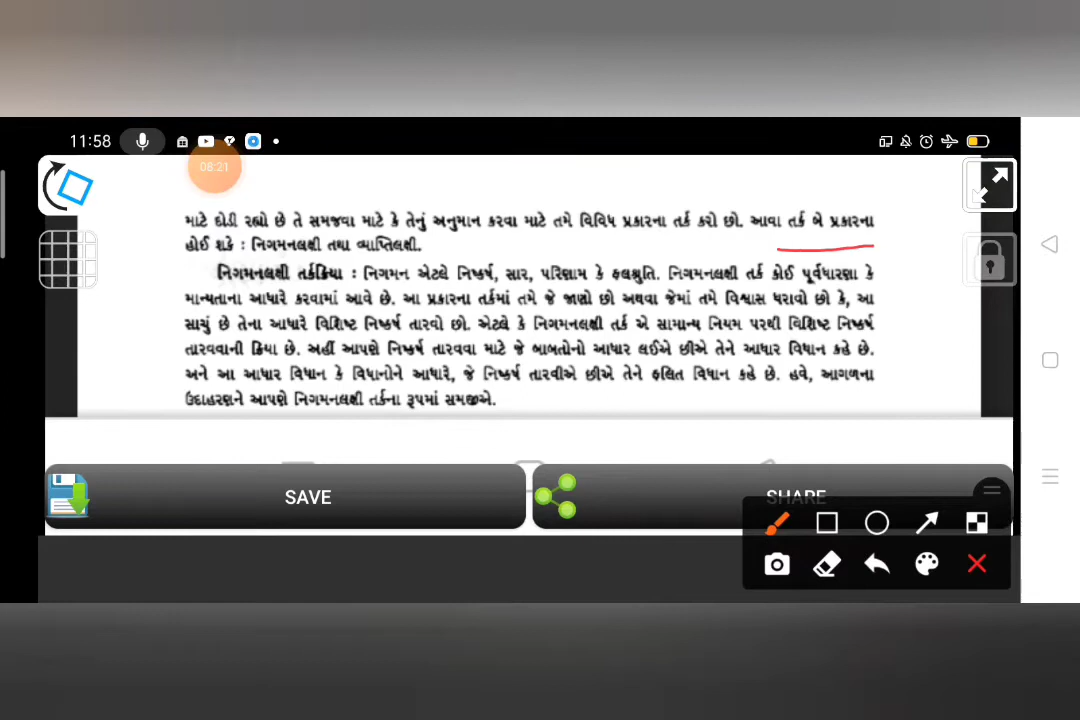 11:58
08:21
માટે દોડી રહ્યો છે તે સમજવા માટે કે તેનું અનુમાન કરવા માટે તમે વિવિધ પ્રકારના તર્ક કરો છો. આવા તર્ક બે પ્રકારના
હોઈ શકે : નિગમનલક્ષી તથા વ્યાપ્તિલક્ષી.
નિગમનલક્ષી તર્કક્રિયા : નિગમન એટલે નિષ્કર્ષ, સાર, પરિણામ કે ફલશ્રુતિ. નિગમનલક્ષી તર્ક કોઈ પૂર્વધારણા કે
માન્યતાના આધારે કરવામાં આવે છે. આ પ્રકારના તર્કમાં તમે જે જાણો છો અથવા જેમાં તમે વિશ્વાસ ધરાવો છો કે, આ
સાચું છે તેના આધારે વિશિષ્ટ નિષ્કર્ષ તારવો છો. એટલે કે નિગમનલક્ષી તર્ક એ સામાન્ય નિયમ પરથી વિશિષ્ટ નિષ્કર્ષ
તારવવાની ક્રિયા છે. અહીં આપણે નિષ્કર્ષ તારવવા માટે જે બાબતોનો આધાર લઈએ છીએ તેને આધાર વિધાન કહે છે.
અને આ આધાર વિધાન કે વિધાનોને આધારે, જે નિષ્કર્ષ તારવીએ છીએ તેને ફલિત વિધાન કહે છે. હવે, આગળના
ઉદાહરણને આપણે નિગમનલક્ષી તર્કના રૂપમાં સમજીએ.
SAVE
SHARE